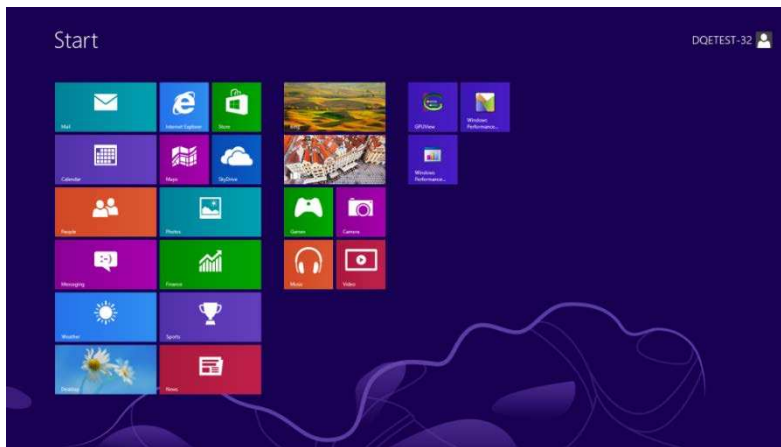 Start
DQETEST-32
Mail
Internet Explorer
Store
Bing
GPUView
Windows
Performance...
Calendar
Maps
SkyDrive
Windows
Performance...
People
Photos
Games
Camera
Messaging
Finance
Music
Video
Weather
Sports
Desktop
News